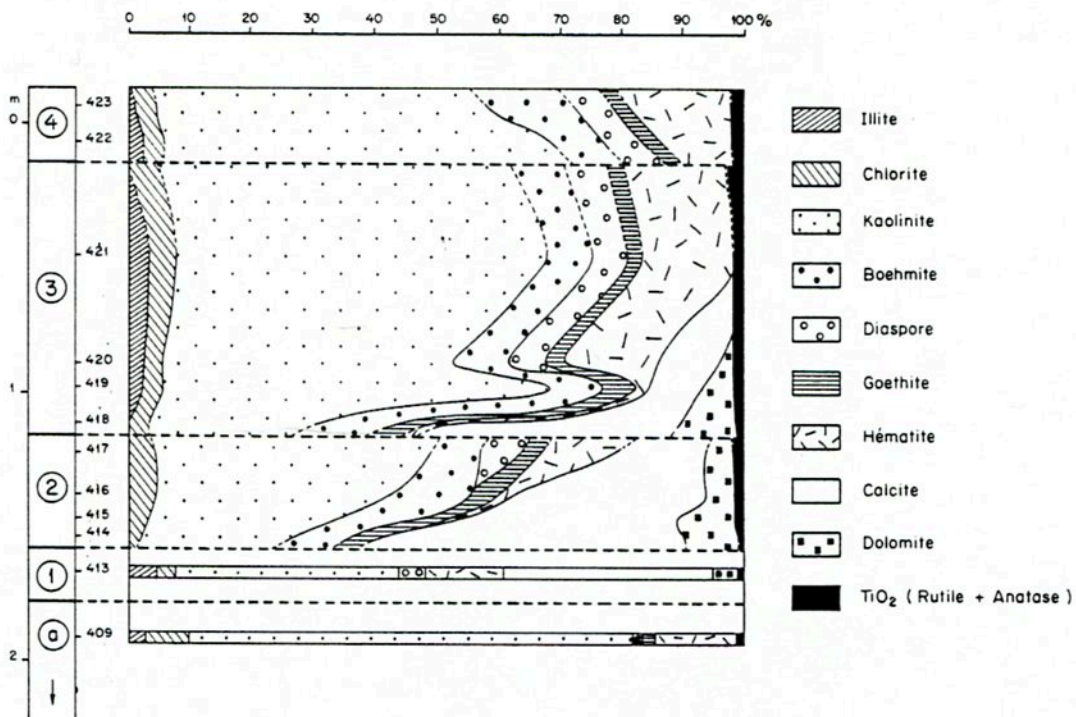 0 10 20 30 40 50 60 70 80 90 100 %
m
0
1
2
4
423
422
3
421
420
419
418
2
417
416
415
414
1
413
a
409
Illite
Chlorite
Kaolinite
Boehmite
Diaspore
Goethite
Hématite
Calcite
Dolomite
TiO₂ ( Rutile + Anatase )